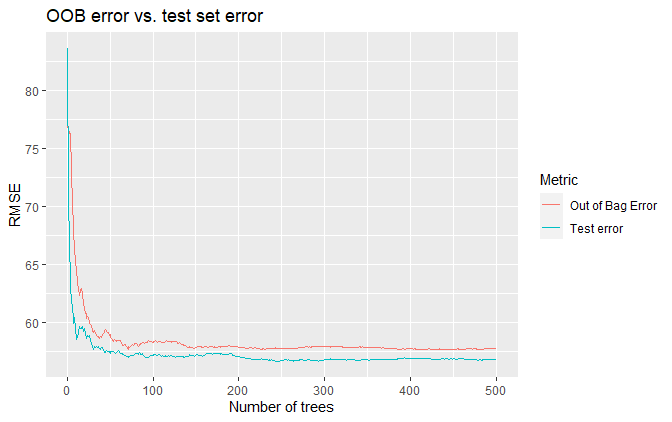 OOB error vs. test set error
80
75
70
65
60
RMSE
0 100 200 300 400 500
Number of trees
Metric
Out of Bag Error
Test error